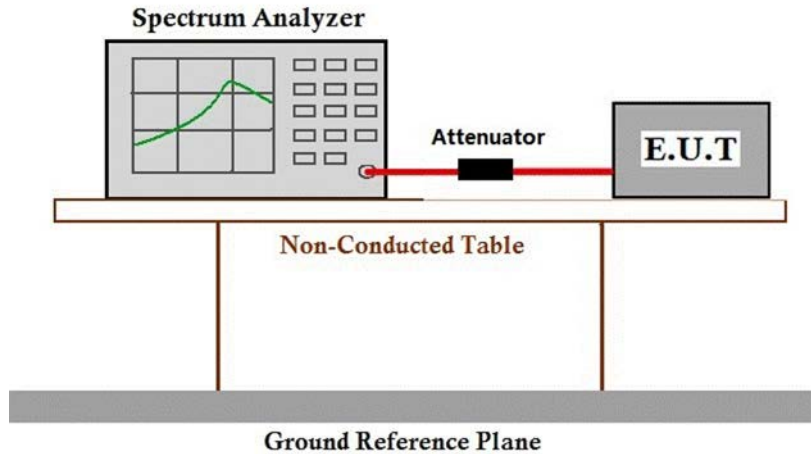 Spectrum Analyzer
Attenuator
E.U.T
Non-Conducted Table
Ground Reference Plane